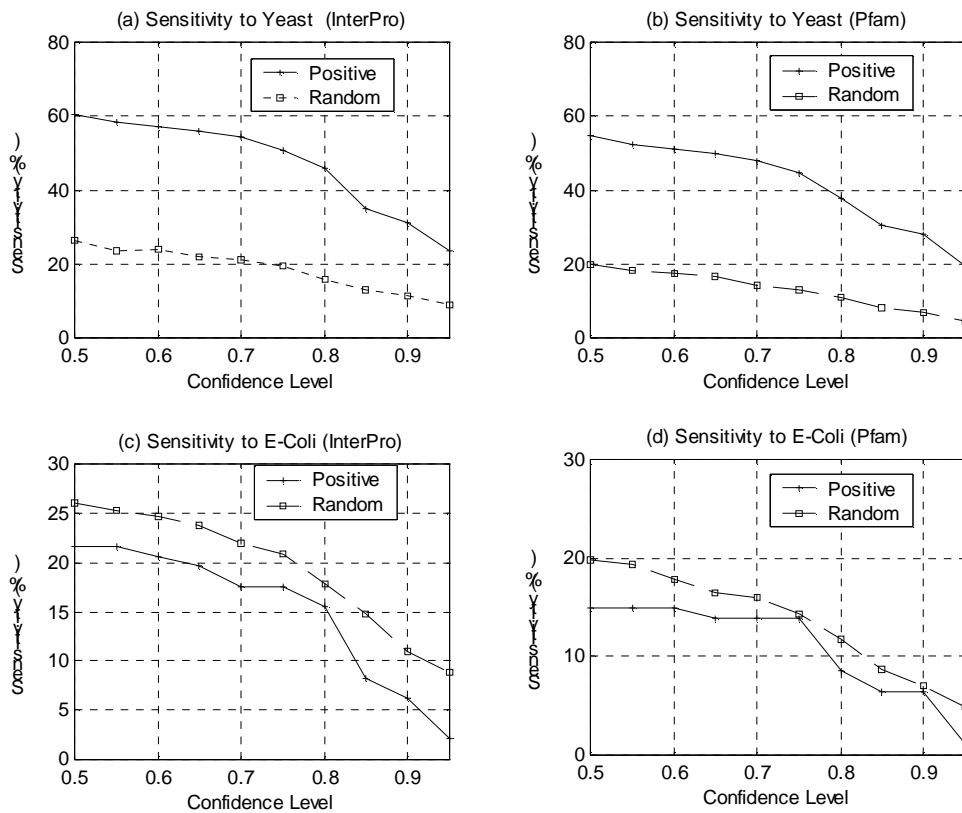 (a) Sensitivity to Yeast (InterPro)
80
60
40
20
0
Sensitivity(%)
Positive
Random
0.5 0.6 0.7 0.8 0.9
Confidence Level
(b) Sensitivity to Yeast (Pfam)
80
60
40
20
0
Sensitivity(%)
Positive
Random
0.5 0.6 0.7 0.8 0.9
Confidence Level
(c) Sensitivity to E-Coli (InterPro)
30
25
20
15
10
5
0
Sensitivity(%)
Positive
Random
0.5 0.6 0.7 0.8 0.9
Confidence Level
(d) Sensitivity to E-Coli (Pfam)
30
20
10
0
Sensitivity(%)
Positive
Random
0.5 0.6 0.7 0.8 0.9
Confidence Level